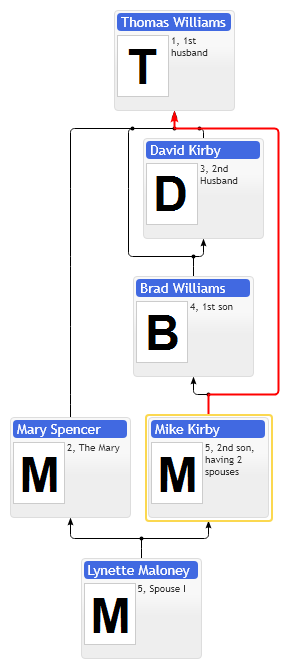 Thomas Williams
T
1, 1st
husband
David Kirby
D
3, 2nd
Husband
Brad Williams
B
4, 1st son
Mary Spencer
M
2, The Mary
Mike Kirby
M
5, 2nd son,
having 2
spouses
Lynette Maloney
M
5, Spouse I